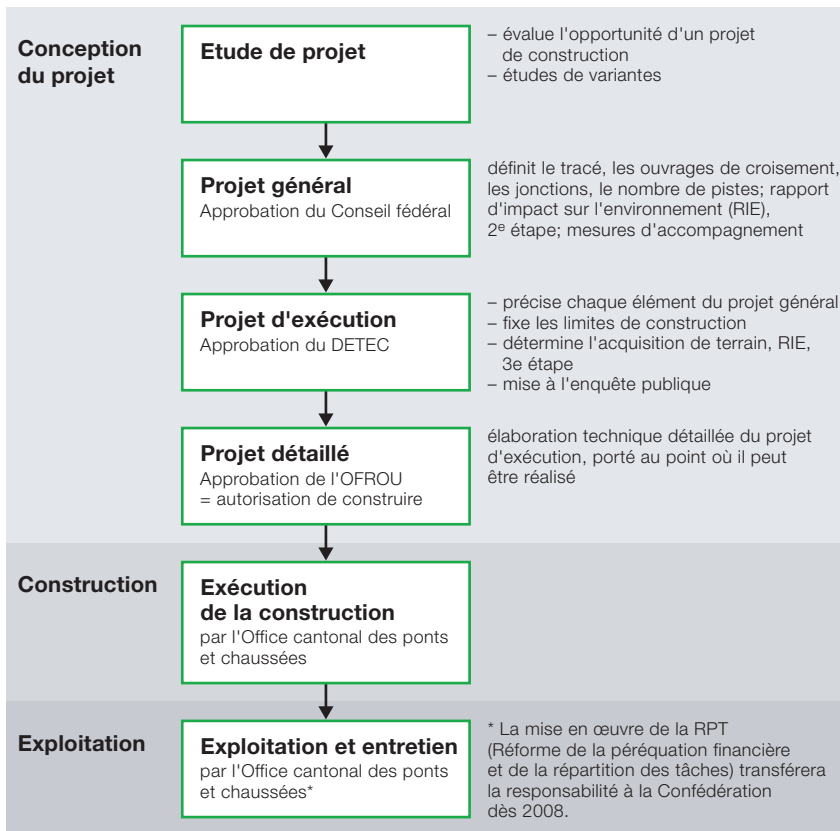 Conception
du projet
Etude de projet
– évalue l'opportunité d'un projet
de construction
– études de variantes
Projet général
Approbation du Conseil fédéral
définit le tracé, les ouvrages de croisement,
les jonctions, le nombre de pistes; rapport
d'impact sur l'environnement (RIE),
2e étape; mesures d'accompagnement
Projet d'exécution
Approbation du DETEC
– précise chaque élément du projet général
– fixe les limites de construction
– détermine l'acquisition de terrain, RIE,
3e étape
– mise à l'enquête publique
Projet détaillé
Approbation de l'OFROU
= autorisation de construire
élaboration technique détaillée du projet
d'exécution, porté au point où il peut
être réalisé
Construction
Exécution
de la construction
par l'Office cantonal des ponts
et chaussées
Exploitation
Exploitation et entretien
par l'Office cantonal des ponts
et chaussées*
* La mise en œuvre de la RPT
(Réforme de la péréquation financière
et de la répartition des tâches) transférera
la responsabilité à la Confédération
dès 2008.